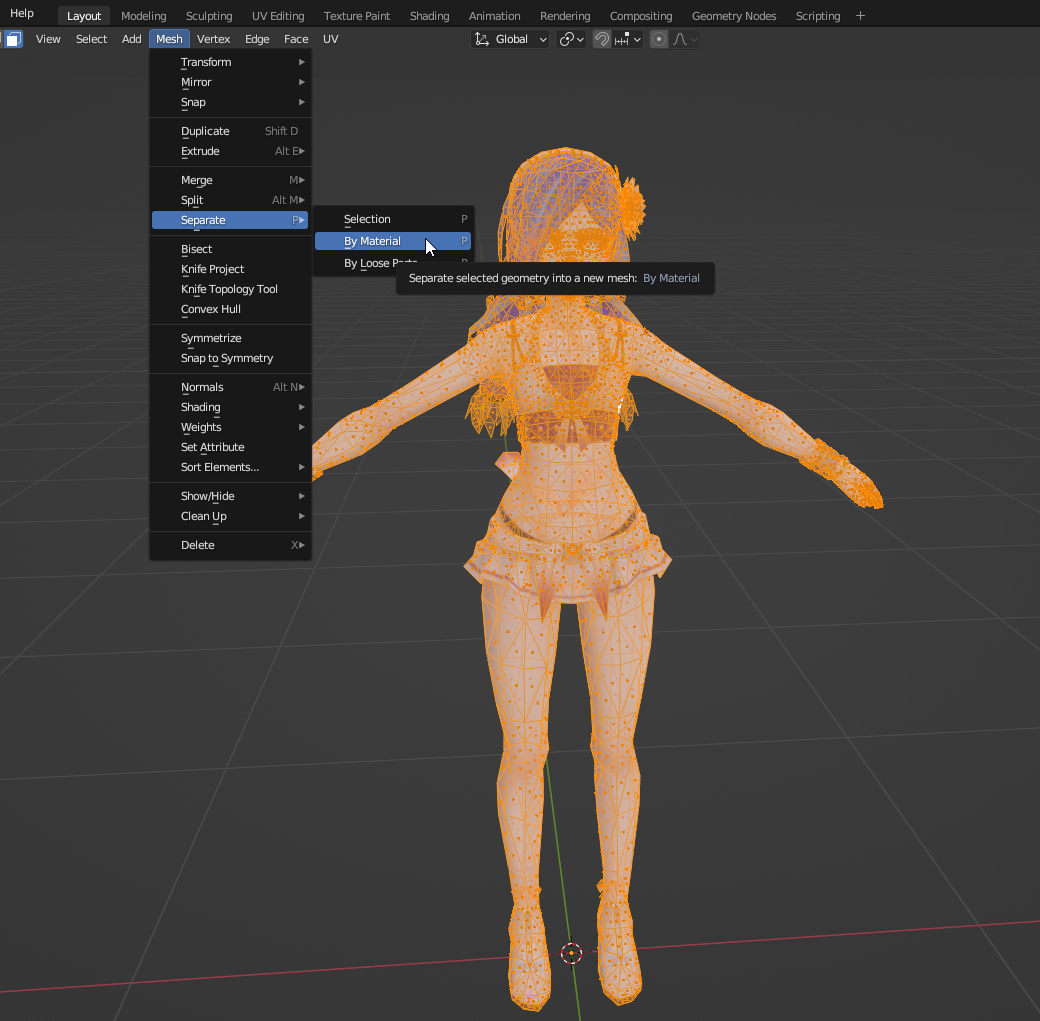 Help Layout Modeling Sculpting UV Editing Texture Paint Shading Animation Rendering Compositing Geometry Nodes Scripting +
View Select Add Mesh Vertex Edge Face UV Global
Transform
Mirror
Snap
Duplicate Shift D
Extrude Alt E
Merge M
Split Alt M
Separate P
Selection P
By Material P
By Loose Parts P
Separate selected geometry into a new mesh: By Material
Bisect
Knife Project
Knife Topology Tool
Convex Hull
Symmetrize
Snap to Symmetry
Normals Alt N
Shading
Weights
Set Attribute
Sort Elements...
Show/Hide
Clean Up
Delete X